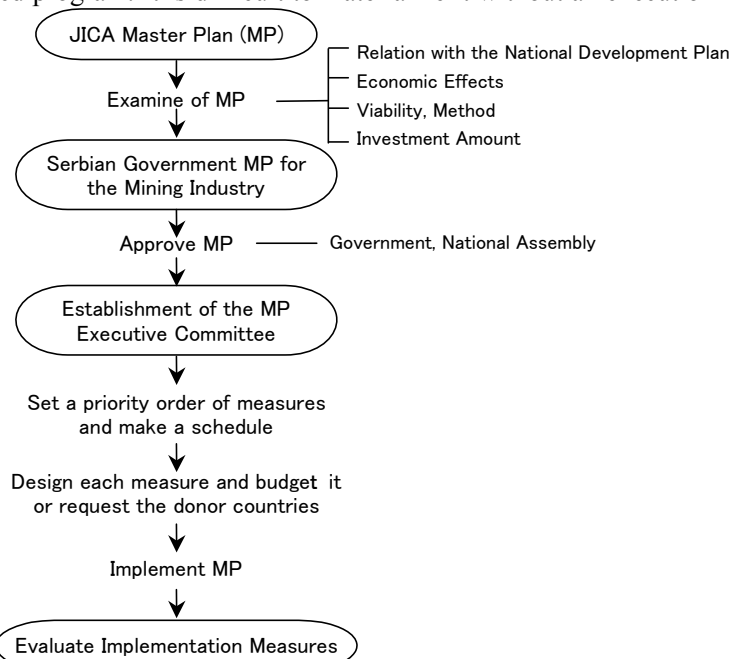 JICA Master Plan (MP)
Relation with the National Development Plan
Examine of MP
Economic Effects
Viability, Method
Investment Amount
Serbian Government MP for
the Mining Industry
Approve MP
Government, National Assembly
Establishment of the MP
Executive Committee
Set a priority order of measures
and make a schedule
Design each measure and budget it
or request the donor countries
Implement MP
Evaluate Implementation Measures